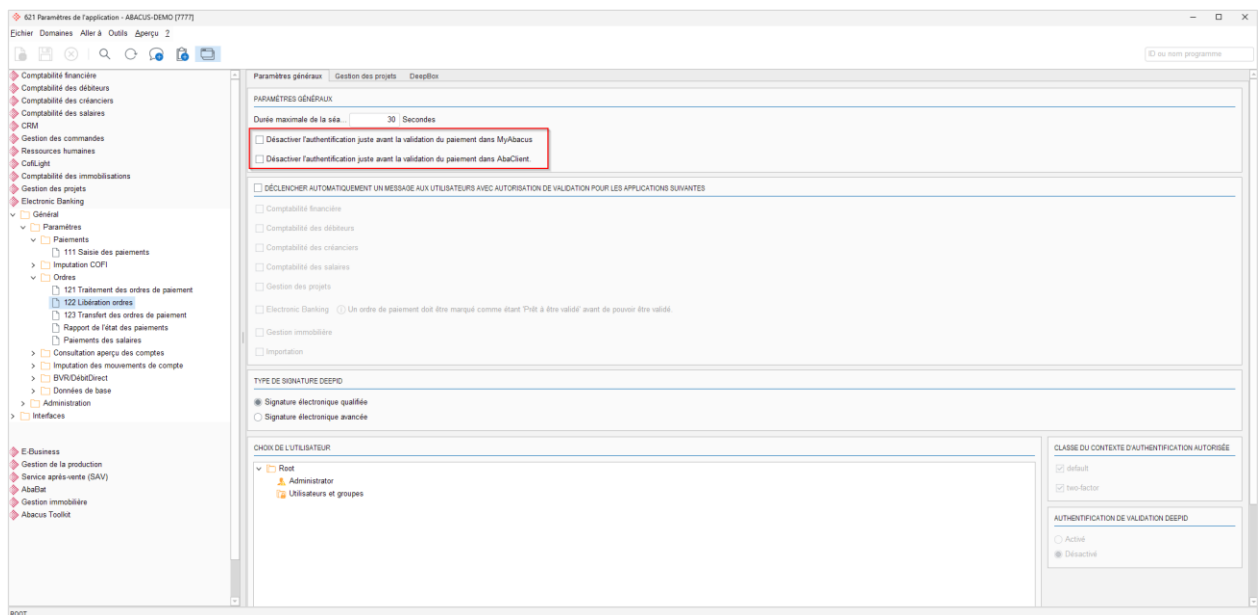 621 Paramètres de l'application - ABACUS-DEMO [7777]
Eichier Domaines Aller à Outils Aperçu ?
ID ou nom programme
Comptabilité financière
Comptabilité des débiteurs
Comptabilité des créanciers
Comptabilité des salaires
CRM
Gestion des commandes
Ressources humaines
CofiLight
Comptabilité des immobilisations
Gestion des projets
Electronic Banking
Général
Paramètres
Paiements
111 Saisie des paiements
Imputation COFI
Ordres
121 Traitement des ordres de paiement
122 Libération ordres
123 Transfert des ordres de paiement
Rapport de l'état des paiements
Paiements des salaires
Consultation aperçu des comptes
Imputation des mouvements de compte
BVR/DébitDirect
Données de base
Administration
Interfaces
E-Business
Gestion de la production
Service après-vente (SAV)
AbaBat
Gestion immobilière
Abacus Toolkit
Paramètres généraux Gestion des projets DeepBox
PARAMÈTRES GÉNÉRAUX
Durée maximale de la séa... 30 Secondes
Désactiver l'authentification juste avant la validation du paiement dans MyAbacus
Désactiver l'authentification juste avant la validation du paiement dans AbaClient.
DÉCLENCHER AUTOMATIQUEMENT UN MESSAGE AUX UTILISATEURS AVEC AUTORISATION DE VALIDATION POUR LES APPLICATIONS SUIVANTES
Comptabilité financière
Comptabilité des débiteurs
Comptabilité des créanciers
Comptabilité des salaires
Gestion des projets
Electronic Banking Un ordre de paiement doit être marqué comme étant 'Prêt à être validé' avant de pouvoir être validé.
Gestion immobilière
Importation
TYPE DE SIGNATURE DEEPID
Signature électronique qualifiée
Signature électronique avancée
CHOIX DE L'UTILISATEUR
Root
Administrator
Utilisateurs et groupes
CLASSE DU CONTEXTE D'AUTHENTIFICATION AUTORISÉE
default
two-factor
AUTHENTIFICATION DE VALIDATION DEEPID
Activé
Désactivé
ROOT